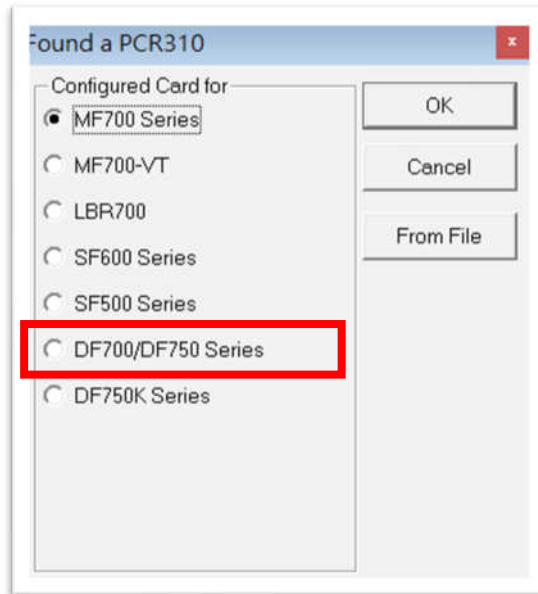 Found a PCR310
x
Configured Card for
MF700 Series
MF700-VT
LBR700
SF600 Series
SF500 Series
DF700/DF750 Series
DF750K Series
OK
Cancel
From File